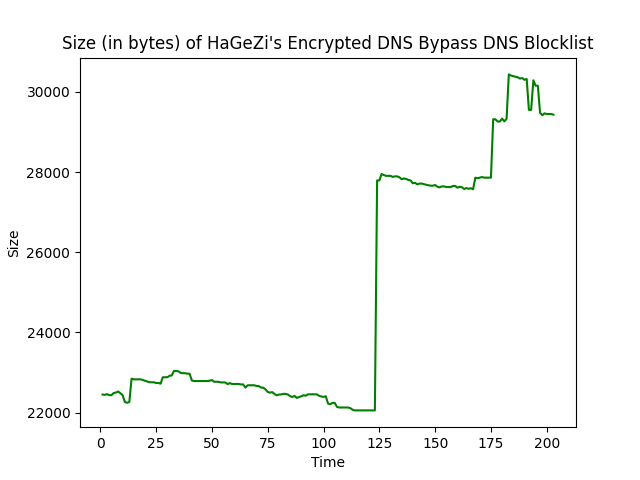 Size (in bytes) of HaGeZi's Encrypted DNS Bypass DNS Blocklist
30000
28000
26000
24000
22000
Size
0 25 50 75 100 125 150 175 200
Time